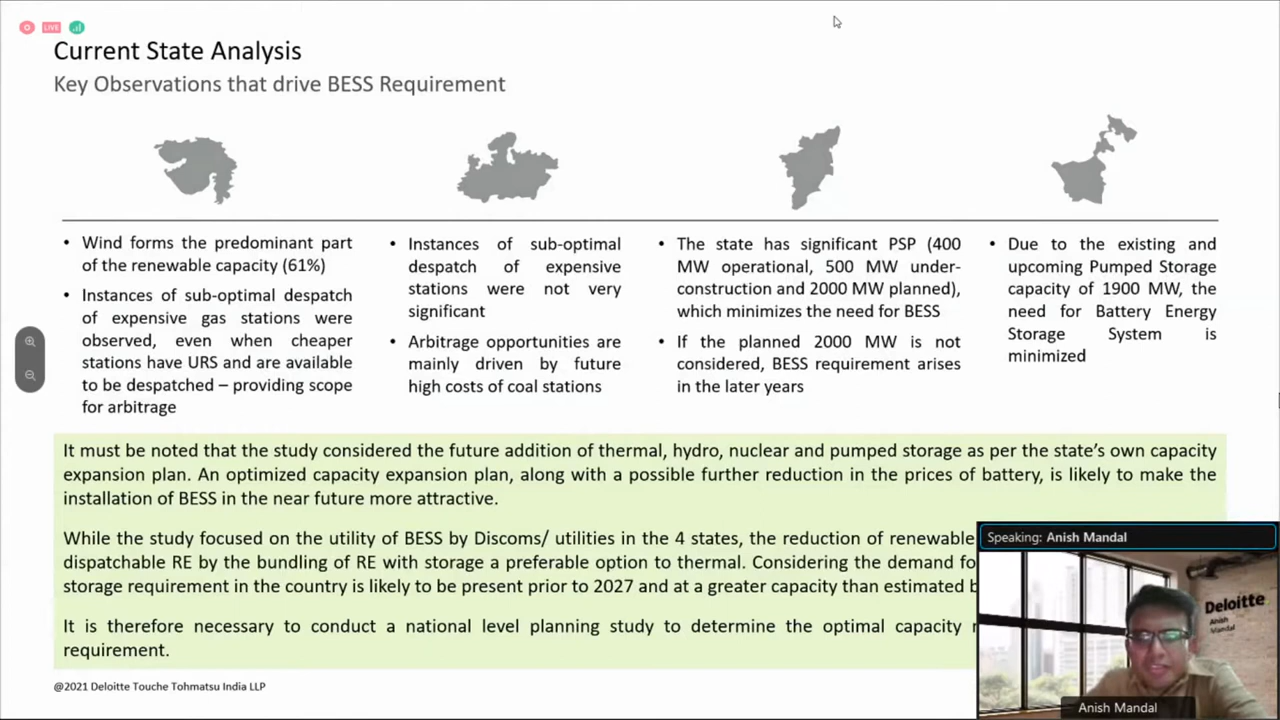 LIVE
Current State Analysis
Key Observations that drive BESS Requirement
• Wind forms the predominant part
of the renewable capacity (61%)
• Instances of sub-optimal despatch
of expensive gas stations were
observed, even when cheaper
stations have URS and are available
to be despatched – providing scope
for arbitrage
• Instances of sub-optimal
despatch of expensive
stations were not very
significant
• Arbitrage opportunities are
mainly driven by future
high costs of coal stations
• The state has significant PSP (400
MW operational, 500 MW under-
construction and 2000 MW planned),
which minimizes the need for BESS
• If the planned 2000 MW is not
considered, BESS requirement arises
in the later years
• Due to the existing and
upcoming Pumped Storage
capacity of 1900 MW, the
need for Battery Energy
Storage System is
minimized
It must be noted that the study considered the future addition of thermal, hydro, nuclear and pumped storage as per the state's own capacity
expansion plan. An optimized capacity expansion plan, along with a possible further reduction in the prices of battery, is likely to make the
installation of BESS in the near future more attractive.
While the study focused on the utility of BESS by Discoms/ utilities in the 4 states, the reduction of renewable
dispatchable RE by the bundling of RE with storage a preferable option to thermal. Considering the demand fo
storage requirement in the country is likely to be present prior to 2027 and at a greater capacity than estimated
It is therefore necessary to conduct a national level planning study to determine the optimal capacity
requirement.
@2021 Deloitte Touche Tohmatsu India LLP
Speaking: Anish Mandal
Deloitte
Anish
Mandal
Anish Mandal